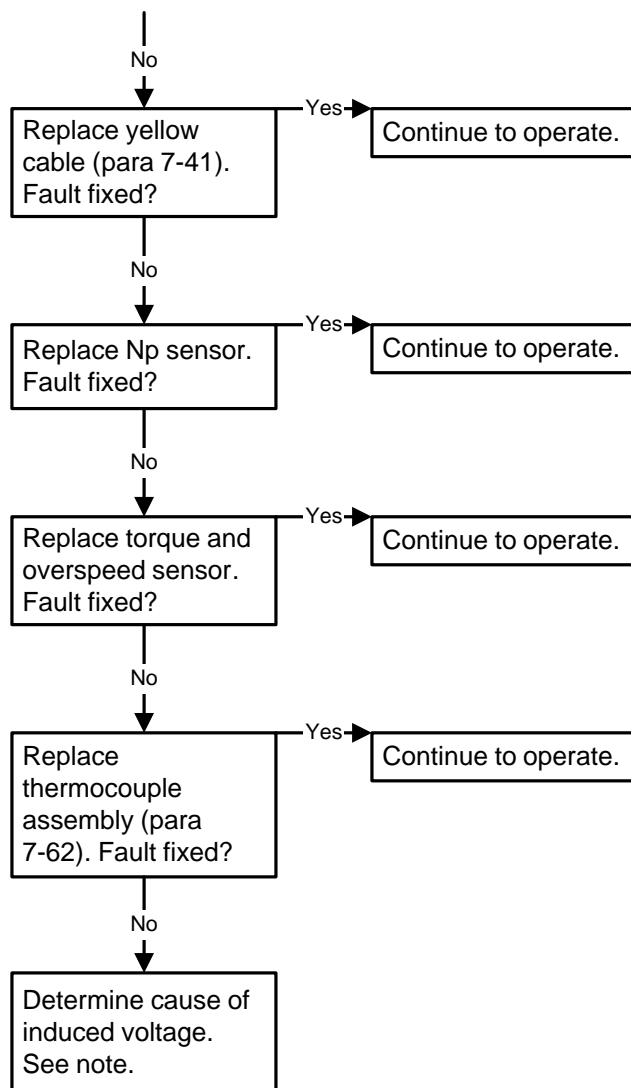 No
Replace yellow
cable (para 7-41).
Fault fixed?
Yes
Continue to operate.
No
Replace Np sensor.
Fault fixed?
Yes
Continue to operate.
No
Replace torque and
overspeed sensor.
Fault fixed?
Yes
Continue to operate.
No
Replace
thermocouple
assembly (para
7-62). Fault fixed?
Yes
Continue to operate.
No
Determine cause of
induced voltage.
See note.